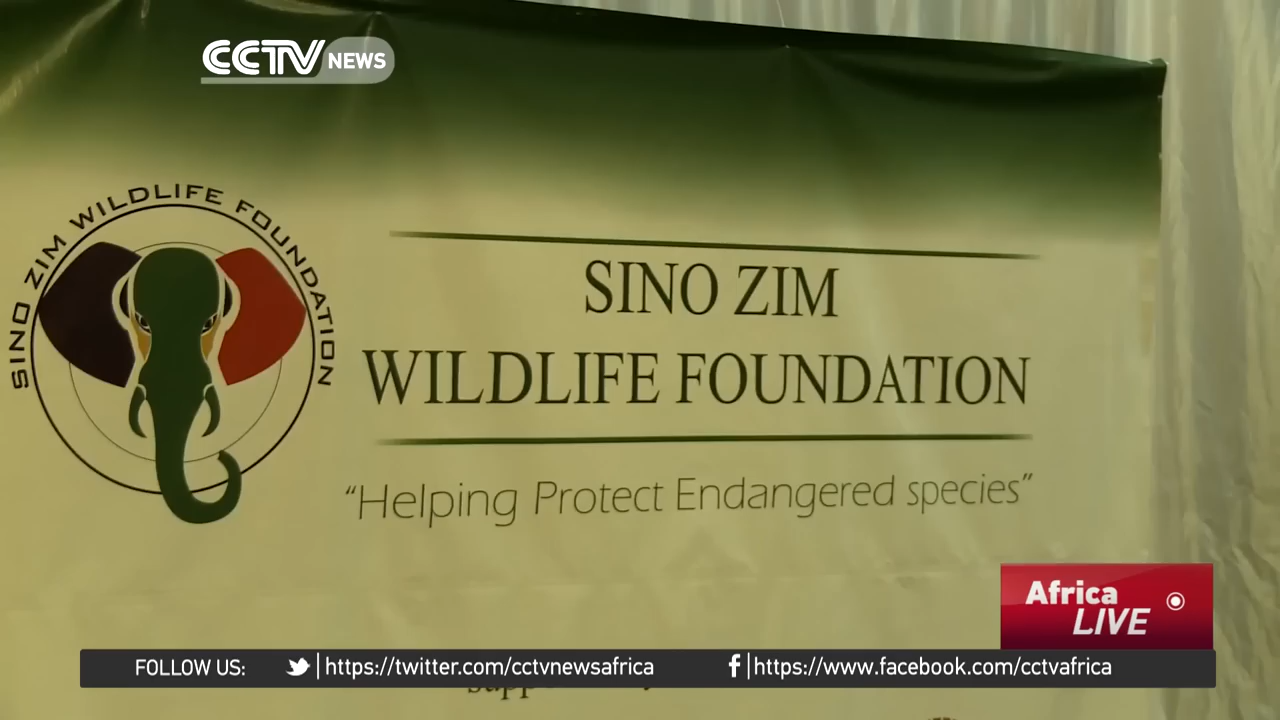 CCTV NEWS
SINO ZIM WILDLIFE FOUNDATION
SINO ZIM
WILDLIFE FOUNDATION
“Helping Protect Endangered species”
Africa
LIVE
FOLLOW US: https://twitter.com/cctvnewsafrica https://www.facebook.com/cctvafrica